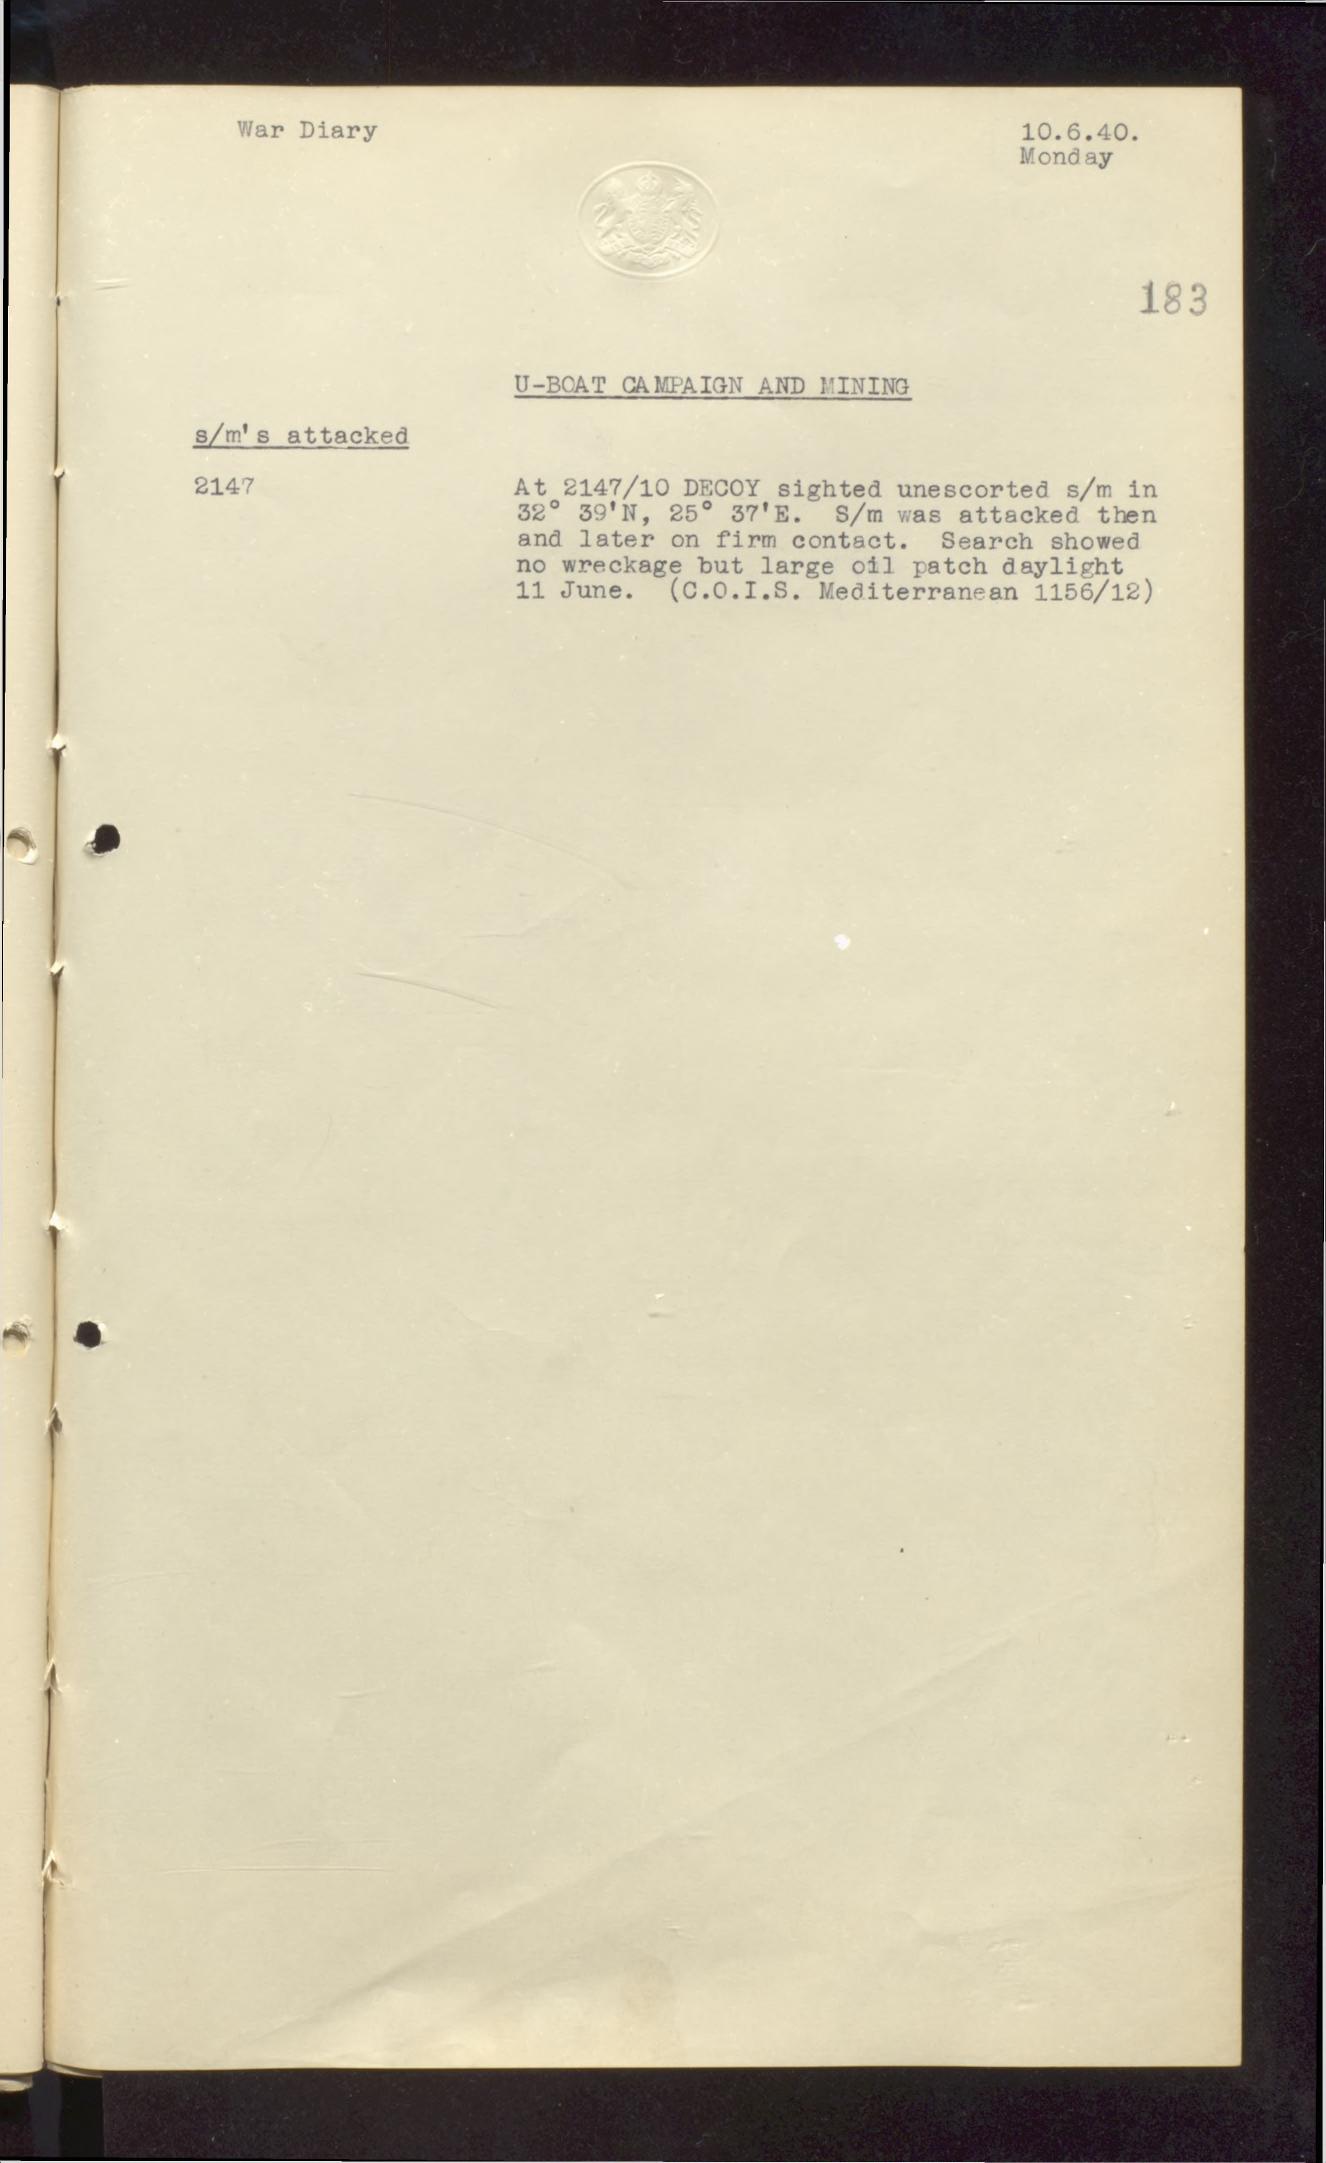 War Diary
10.6.40.
Monday
183
U-BOAT CAMPAIGN AND MINING
s/m's attacked
2147
At 2147/10 DECOY sighted unescorted s/m in
32° 39'N, 25° 37'E. S/m was attacked then
and later on firm contact. Search showed
no wreckage but large oil patch daylight
11 June. (C.O.I.S. Mediterranean 1156/12)